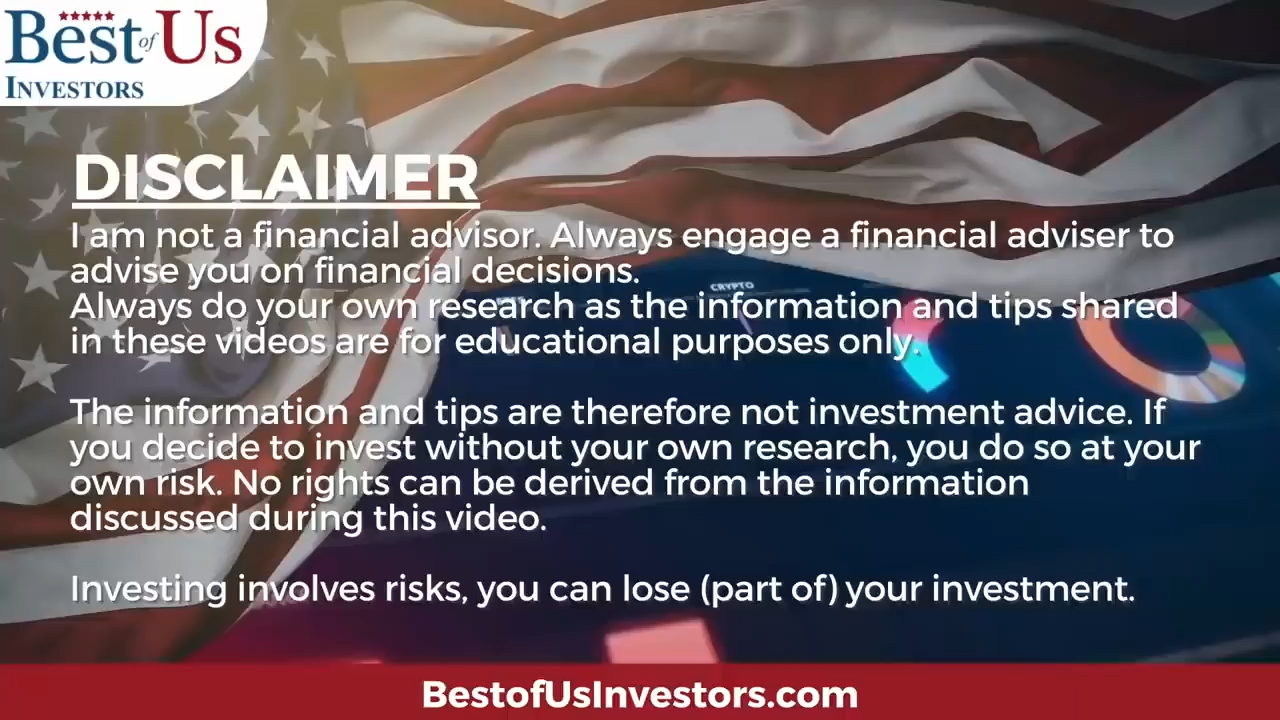 Best of Us
INVESTORS
DISCLAIMER
I am not a financial advisor. Always engage a financial adviser to
advise you on financial decisions.
CRYPTO
Always do your own research as the information and tips shared
in these videos are for educational purposes only.
The information and tips are therefore not investment advice. If
you decide to invest without your own research, you do so at your
own risk. No rights can be derived from the information
discussed during this video.
Investing involves risks, you can lose (part of) your investment.
BestofUsInvestors.com